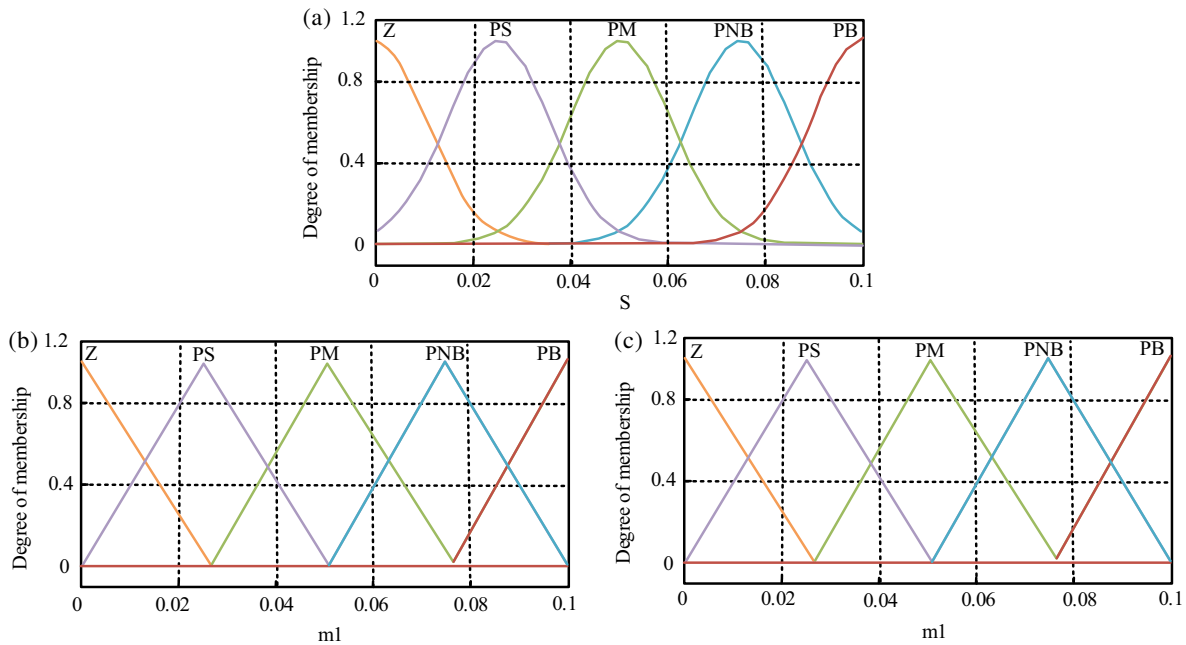 (a)
1.2
Z PS PM PNB PB
0.8
0.4
0
Degree of membership
0 0.02 0.04 0.06 0.08 0.1
S
(b)
1.2
Z PS PM PNB PB
0.8
0.4
0
Degree of membership
0 0.02 0.04 0.06 0.08 0.1
m1
(c)
1.2
Z PS PM PNB PB
0.8
0.4
0
Degree of membership
0 0.02 0.04 0.06 0.08 0.1
m1